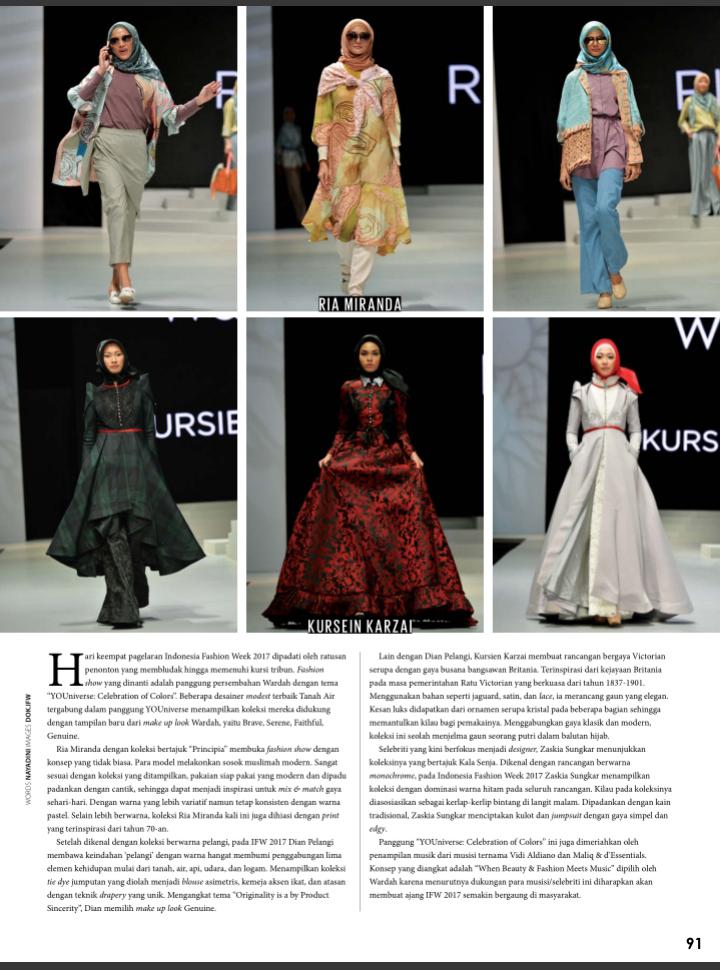 R
RI
RIA MIRANDA
W
URSIE
KURS
KURSEIN KARZAI
WORDS NAYADINI IMAGES DOK.IFW
Hari keempat pagelaran Indonesia Fashion Week 2017 dipadati oleh ratusan
penonton yang membludak hingga memenuhi kursi tribun. Fashion
show yang dinanti adalah panggung persembahan Wardah dengan tema
“YOUniverse: Celebration of Colors”. Beberapa desainer modest terbaik Tanah Air
tergabung dalam panggung YOUniverse menampilkan koleksi mereka didukung
dengan tampilan baru dari make up look Wardah, yaitu Brave, Serene, Faithful,
Genuine.
Ria Miranda dengan koleksi bertajuk “Principia” membuka fashion show dengan
konsep yang tidak biasa. Para model melakonkan sosok muslimah modern. Sangat
sesuai dengan koleksi yang ditampilkan, pakaian siap pakai yang modern dan dipadu
padankan dengan cantik, sehingga dapat menjadi inspirasi untuk mix & match gaya
sehari-hari. Dengan warna yang lebih variatif namun tetap konsisten dengan warna
pastel. Selain lebih berwarna, koleksi Ria Miranda kali ini juga dihiasi dengan print
yang terinspirasi dari tahun 70-an.
Setelah dikenal dengan koleksi berwarna pelangi, pada IFW 2017 Dian Pelangi
membawa keindahan ‘pelangi’ dengan warna hangat membumi penggabungan lima
elemen kehidupan mulai dari tanah, air, api, udara, dan logam. Menampilkan koleksi
tie dye jumputan yang diolah menjadi blouse asimetris, kemeja aksen ikat, dan atasan
dengan teknik drapery yang unik. Mengangkat tema “Originality is a by Product
Sincerity”, Dian memilih make up look Genuine.
Lain dengan Dian Pelangi, Kursien Karzai membuat rancangan bergaya Victorian
serupa dengan gaya busana bangsawan Britania. Terinspirasi dari kejayaan Britania
pada masa pemerintahan Ratu Victorian yang berkuasa dari tahun 1837-1901.
Menggunakan bahan seperti jaguard, satin, dan lace, ia merancang gaun yang elegan.
Kesan luks didapatkan dari ornamen serupa kristal pada beberapa bagian sehingga
memantulkan kilau bagi pemakainya. Menggabungkan gaya klasik dan modern,
koleksi ini seolah menjelma gaun seorang putri dalam balutan hijab.
Selebriti yang kini berfokus menjadi designer, Zaskia Sungkar menunjukkan
koleksinya yang bertajuk Kala Senja. Dikenal dengan rancangan berwarna
monochrome, pada Indonesia Fashion Week 2017 Zaskia Sungkar menampilkan
koleksi dengan dominasi warna hitam pada seluruh rancangan. Kilau pada koleksinya
diasosiasikan sebagai kerlap-kerlip bintang di langit malam. Dipadankan dengan kain
tradisional, Zaskia Sungkar menciptakan kulot dan jumpsuit dengan gaya simpel dan
edgy.
Panggung “YOUniverse: Celebration of Colors” ini juga dimeriahkan oleh
penampilan musik dari musisi ternama Vidi Aldiano dan Maliq & d’Essentials.
Konsep yang diangkat adalah “When Beauty & Fashion Meets Music” dipilih oleh
Wardah karena menurutnya dukungan para musisi/selebriti ini diharapkan akan
membuat ajang IFW 2017 semakin bergaung di masyarakat.
91